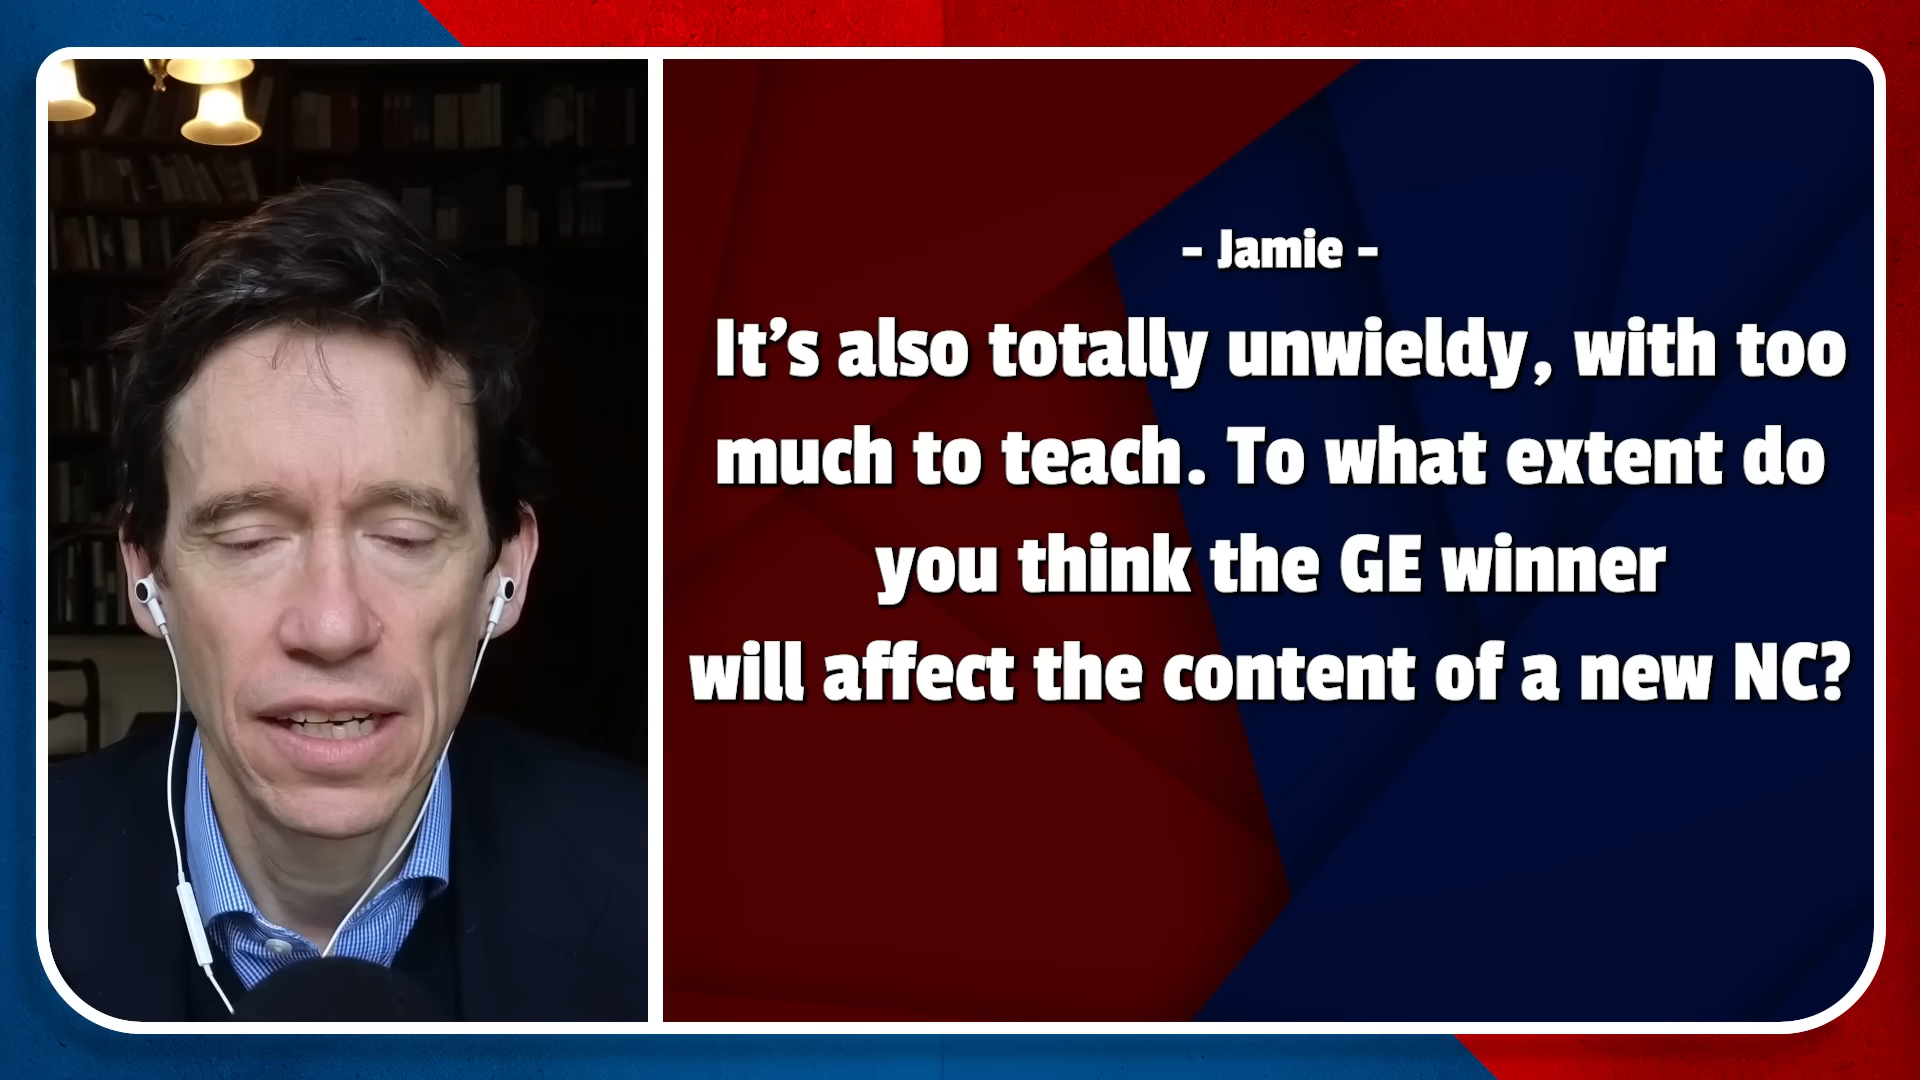 - Jamie -
It's also totally unwieldy, with too
much to teach. To what extent do
you think the GE winner
will affect the content of a new NC?